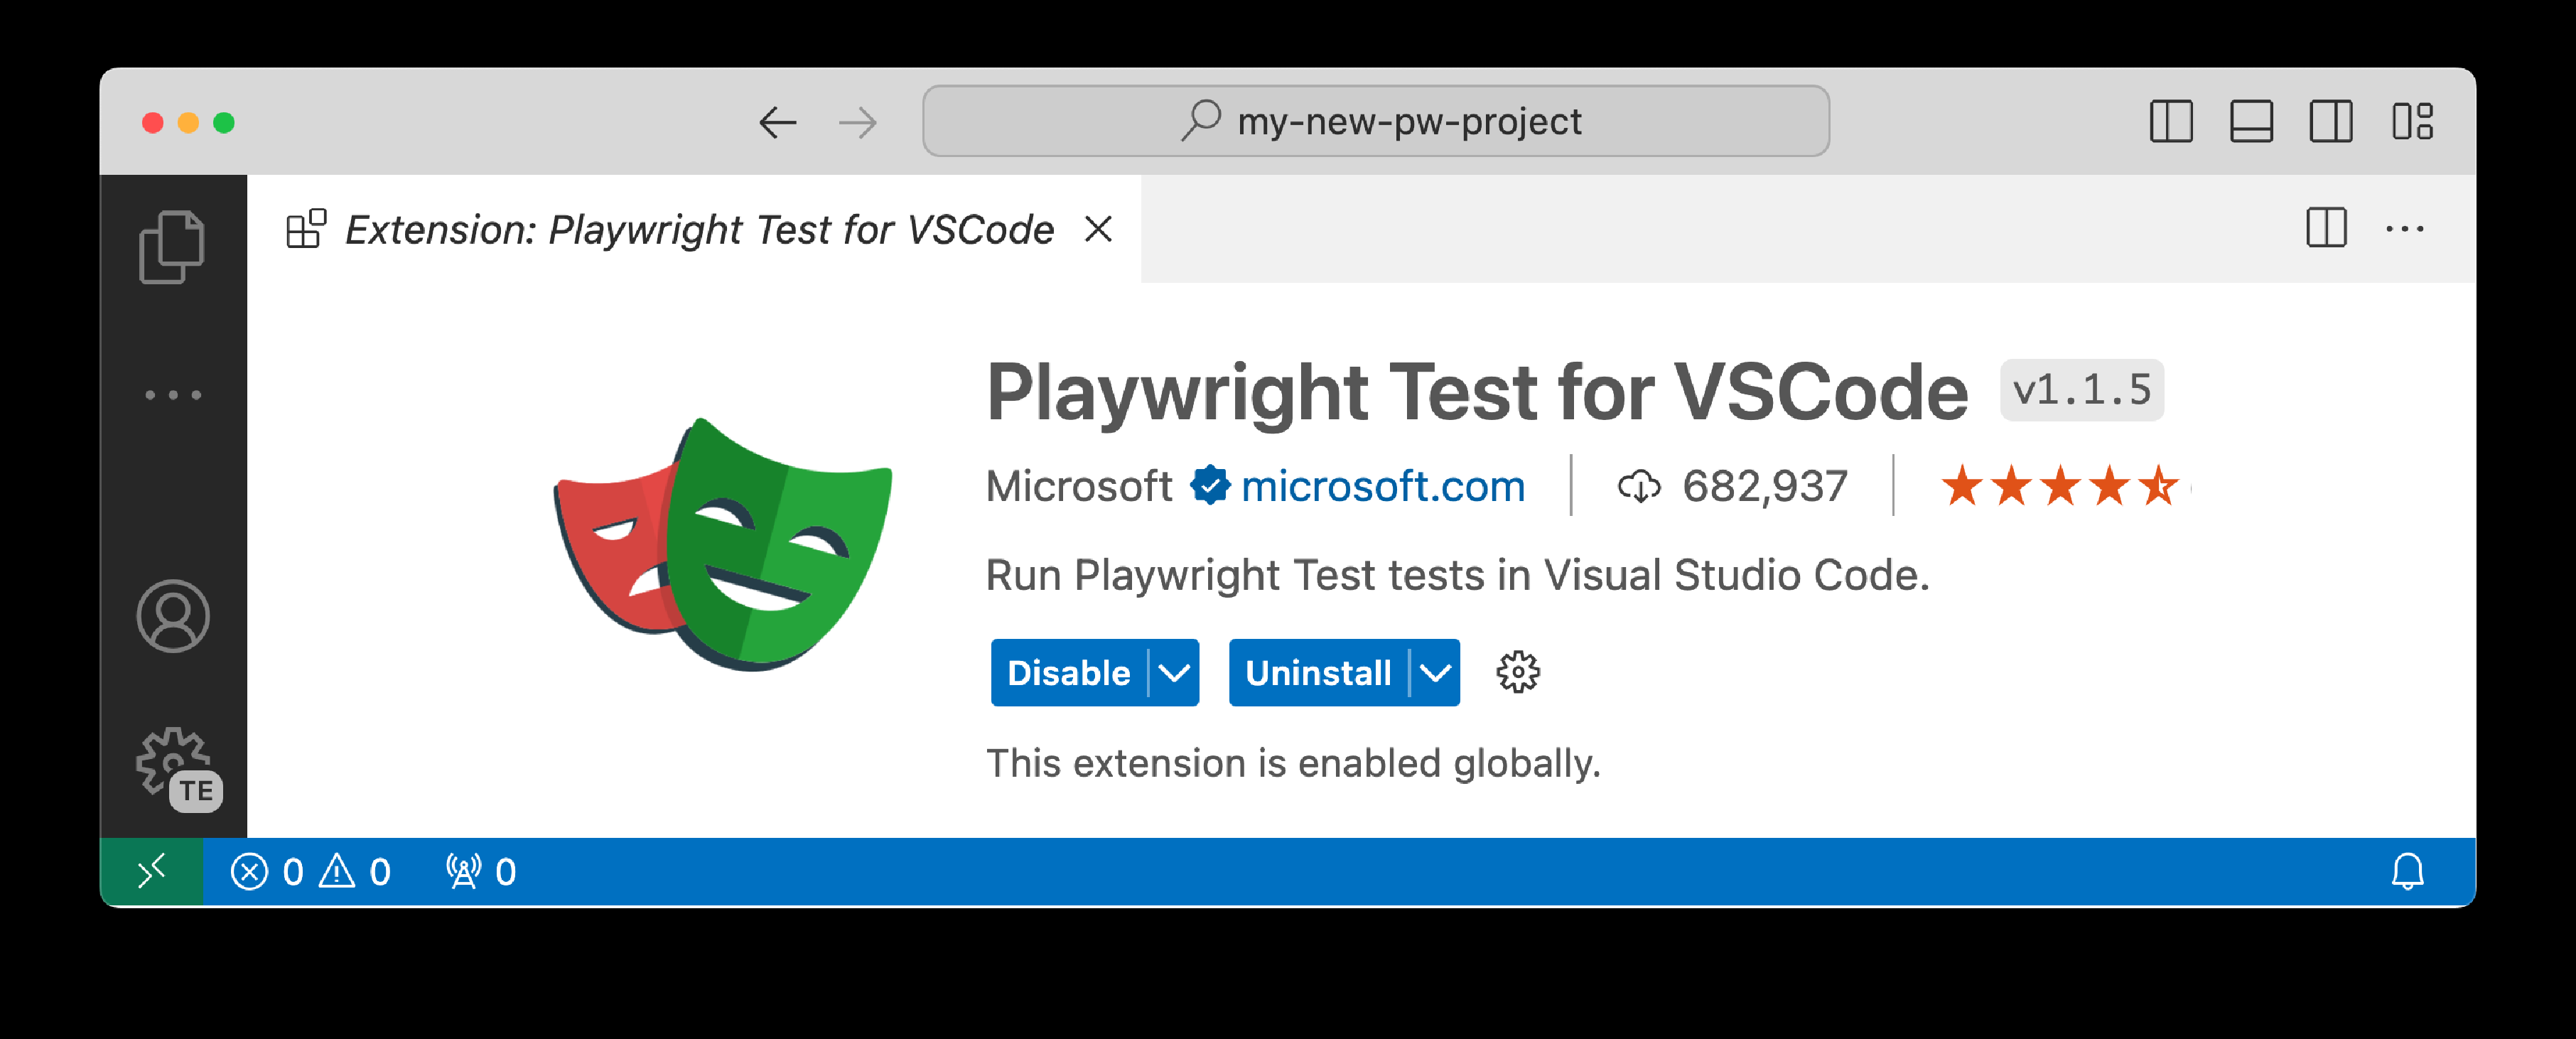 my-new-pw-project
Extension: Playwright Test for VSCode
Playwright Test for VSCode v1.1.5
Microsoft microsoft.com 682,937
Run Playwright Test tests in Visual Studio Code.
Disable Uninstall
This extension is enabled globally.
TE
0 0 0